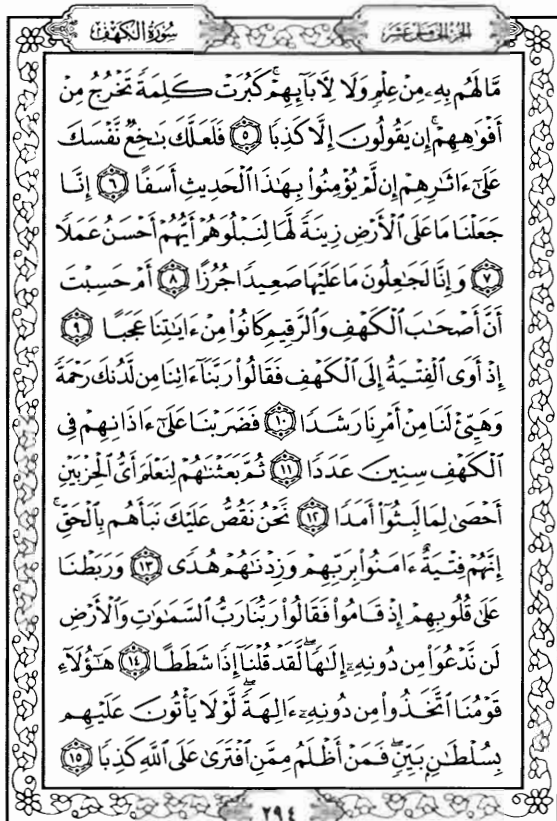 سُورَةُ الكَهْفِ
الجُزْءُ الخَامِسَ عَشَرَ
مَّا لَهُم بِهِۦ مِنْ عِلْمٍ وَلَا لِأَبَآئِهِمْ ۚ كَبُرَتْ كَلِمَةً تَخْرُجُ مِنْ
أَفْوَٰهِهِمْ ۚ إِن يَقُولُونَ إِلَّا كَذِبًا ٥ فَلَعَلَّكَ بَٰخِعٌ نَّفْسَكَ
عَلَىٰٓ ءَاثَٰرِهِمْ إِن لَّمْ يُؤْمِنُوا۟ بِهَٰذَا ٱلْحَدِيثِ أَسَفًا ٦ إِنَّا
جَعَلْنَا مَا عَلَى ٱلْأَرْضِ زِينَةً لَّهَا لِنَبْلُوَهُمْ أَيُّهُمْ أَحْسَنُ عَمَلًا
٧ وَإِنَّا لَجَٰعِلُونَ مَا عَلَيْهَا صَعِيدًا جُرُزًا ٨ أَمْ حَسِبْتَ
أَنَّ أَصْحَٰبَ ٱلْكَهْفِ وَٱلرَّقِيمِ كَانُوا۟ مِنْ ءَايَٰتِنَا عَجَبًا ٩
إِذْ أَوَى ٱلْفِتْيَةُ إِلَى ٱلْكَهْفِ فَقَالُوا۟ رَبَّنَآ ءَاتِنَا مِن لَّدُنكَ رَحْمَةً
وَهَيِّئْ لَنَا مِنْ أَمْرِنَا رَشَدًا ١٠ فَضَرَبْنَا عَلَىٰٓ ءَاذَانِهِمْ فِى
ٱلْكَهْفِ سِنِينَ عَدَدًا ١١ ثُمَّ بَعَثْنَٰهُمْ لِنَعْلَمَ أَىُّ ٱلْحِزْبَيْنِ
أَحْصَىٰ لِمَا لَبِثُوٓا۟ أَمَدًا ١٢ نَّحْنُ نَقُصُّ عَلَيْكَ نَبَأَهُم بِٱلْحَقِّ ۚ
إِنَّهُمْ فِتْيَةٌ ءَامَنُوا۟ بِرَبِّهِمْ وَزِدْنَٰهُمْ هُدًى ١٣ وَرَبَطْنَا
عَلَىٰ قُلُوبِهِمْ إِذْ قَامُوا۟ فَقَالُوا۟ رَبُّنَا رَبُّ ٱلسَّمَٰوَٰتِ وَٱلْأَرْضِ
لَن نَّدْعُوَا۟ مِن دُونِهِۦٓ إِلَٰهًا ۖ لَّقَدْ قُلْنَآ إِذًا شَطَطًا ١٤ هَٰٓؤُلَآءِ
قَوْمُنَا ٱتَّخَذُوا۟ مِن دُونِهِۦٓ ءَالِهَةً ۖ لَّوْلَا يَأْتُونَ عَلَيْهِم
بِسُلْطَٰنٍۭ بَيِّنٍ ۖ فَمَنْ أَظْلَمُ مِمَّنِ ٱفْتَرَىٰ عَلَى ٱللَّهِ كَذِبًا ١٥
٢٩٤